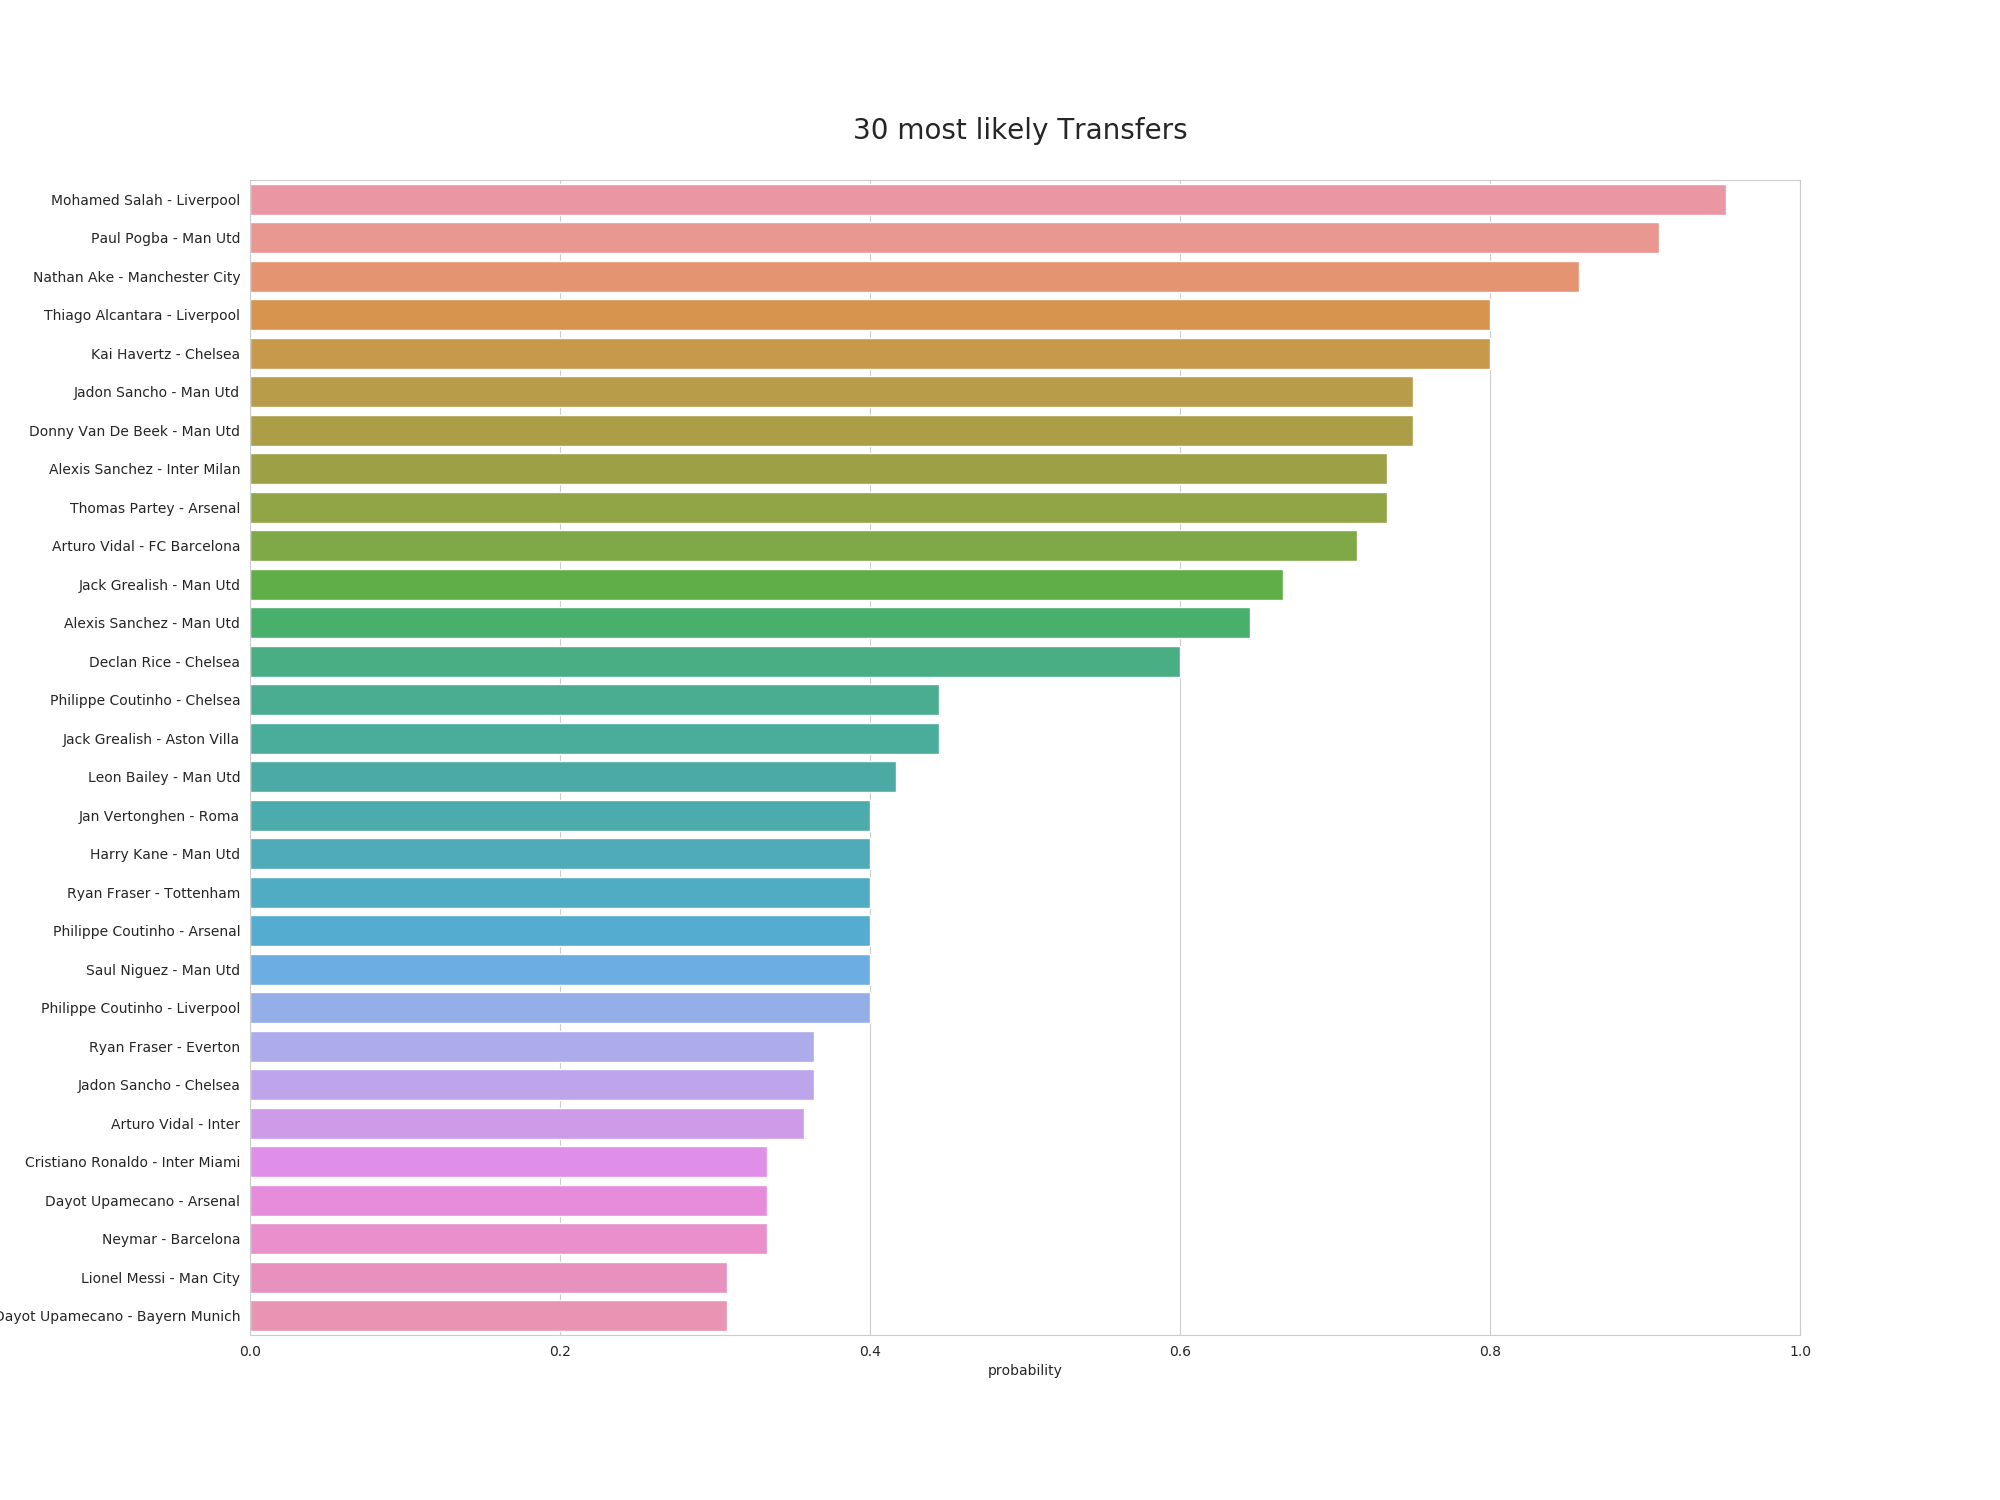 30 most likely Transfers
Mohamed Salah - Liverpool
Paul Pogba - Man Utd
Nathan Ake - Manchester City
Thiago Alcantara - Liverpool
Kai Havertz - Chelsea
Jadon Sancho - Man Utd
Donny Van De Beek - Man Utd
Alexis Sanchez - Inter Milan
Thomas Partey - Arsenal
Arturo Vidal - FC Barcelona
Jack Grealish - Man Utd
Alexis Sanchez - Man Utd
Declan Rice - Chelsea
Philippe Coutinho - Chelsea
Jack Grealish - Aston Villa
Leon Bailey - Man Utd
Jan Vertonghen - Roma
Harry Kane - Man Utd
Ryan Fraser - Tottenham
Philippe Coutinho - Arsenal
Saul Niguez - Man Utd
Philippe Coutinho - Liverpool
Ryan Fraser - Everton
Jadon Sancho - Chelsea
Arturo Vidal - Inter
Cristiano Ronaldo - Inter Miami
Dayot Upamecano - Arsenal
Neymar - Barcelona
Lionel Messi - Man City
Dayot Upamecano - Bayern Munich
0.0 0.2 0.4 0.6 0.8 1.0
probability